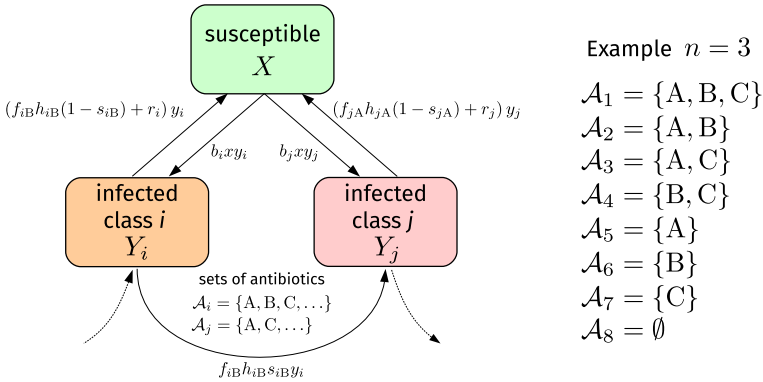 susceptible
X
(f_{iB}h_{iB}(1 − s_{iB}) + r_i) y_i
(f_{jA}h_{jA}(1 − s_{jA}) + r_j) y_j
b_i x y_i
b_j x y_j
infected
class i
Y_i
infected
class j
Y_j
sets of antibiotics
𝒜_i = {A, B, C, …}
𝒜_j = {A, C, …}
f_{iB}h_{iB}s_{iB}y_i
Example n = 3
𝒜_1 = {A, B, C}
𝒜_2 = {A, B}
𝒜_3 = {A, C}
𝒜_4 = {B, C}
𝒜_5 = {A}
𝒜_6 = {B}
𝒜_7 = {C}
𝒜_8 = ∅